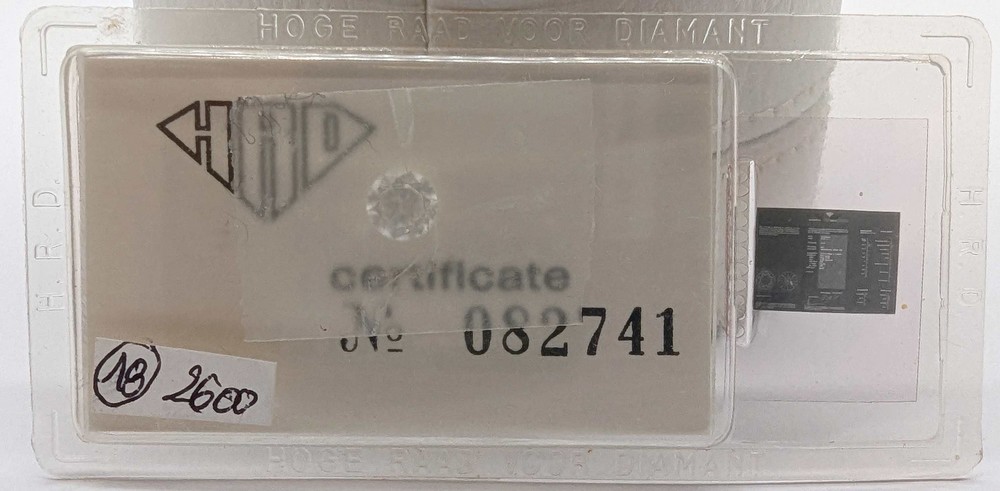 HOGE RAAD VOOR DIAMANT
HRD
H.R.D.
H R D
certificate
№ 082741
18 2600
HOGE RAAD VOOR DIAMANT